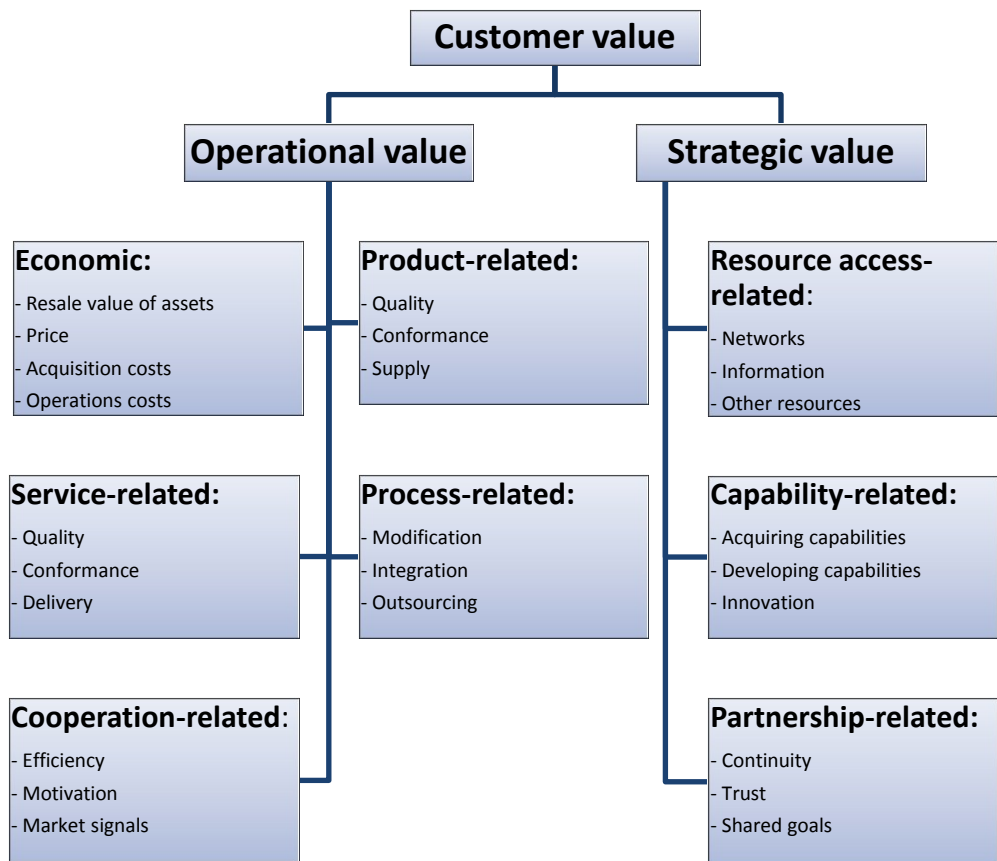 Customer value
Operational value
Strategic value
Economic:
- Resale value of assets
- Price
- Acquisition costs
- Operations costs
Product-related:
- Quality
- Conformance
- Supply
Resource access-
related:
- Networks
- Information
- Other resources
Service-related:
- Quality
- Conformance
- Delivery
Process-related:
- Modification
- Integration
- Outsourcing
Capability-related:
- Acquiring capabilities
- Developing capabilities
- Innovation
Cooperation-related:
- Efficiency
- Motivation
- Market signals
Partnership-related:
- Continuity
- Trust
- Shared goals